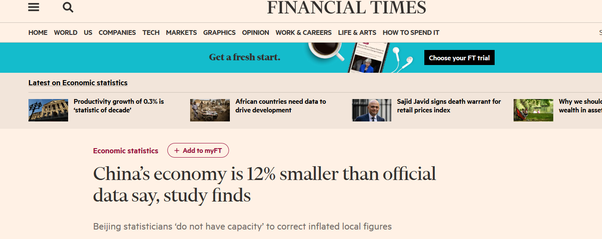 FINANCIAL TIMES
HOME WORLD US COMPANIES TECH MARKETS GRAPHICS OPINION WORK & CAREERS LIFE & ARTS HOW TO SPEND IT
Get a fresh start.
Choose your FT trial
Latest on Economic statistics
Productivity growth of 0.3% is
‘statistic of decade’
African countries need data to
drive development
Sajid Javid signs death warrant for
retail prices index
Why we should
wealth in asse
Economic statistics
+ Add to myFT
China’s economy is 12% smaller than official
data say, study finds
Beijing statisticians ‘do not have capacity’ to correct inflated local figures